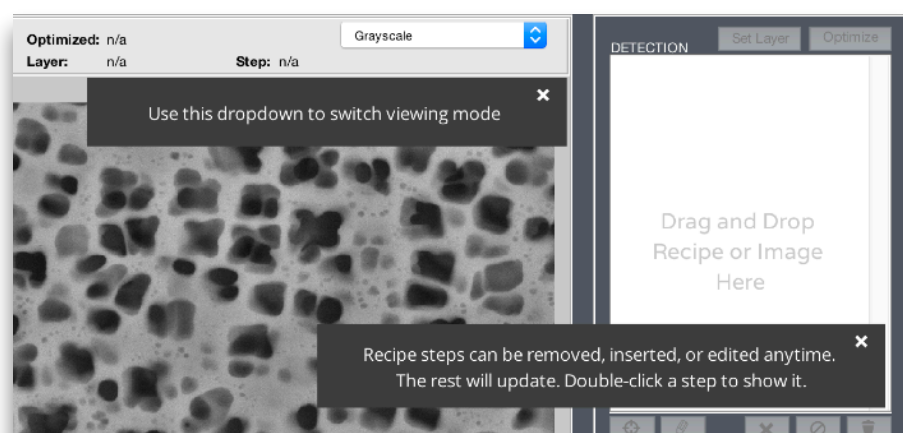 Optimized: n/a
Grayscale
Layer: n/a Step: n/a
Use this dropdown to switch viewing mode
DETECTION
Set Layer
Optimize
Drag and Drop
Recipe or Image
Here
Recipe steps can be removed, inserted, or edited anytime.
The rest will update. Double-click a step to show it.